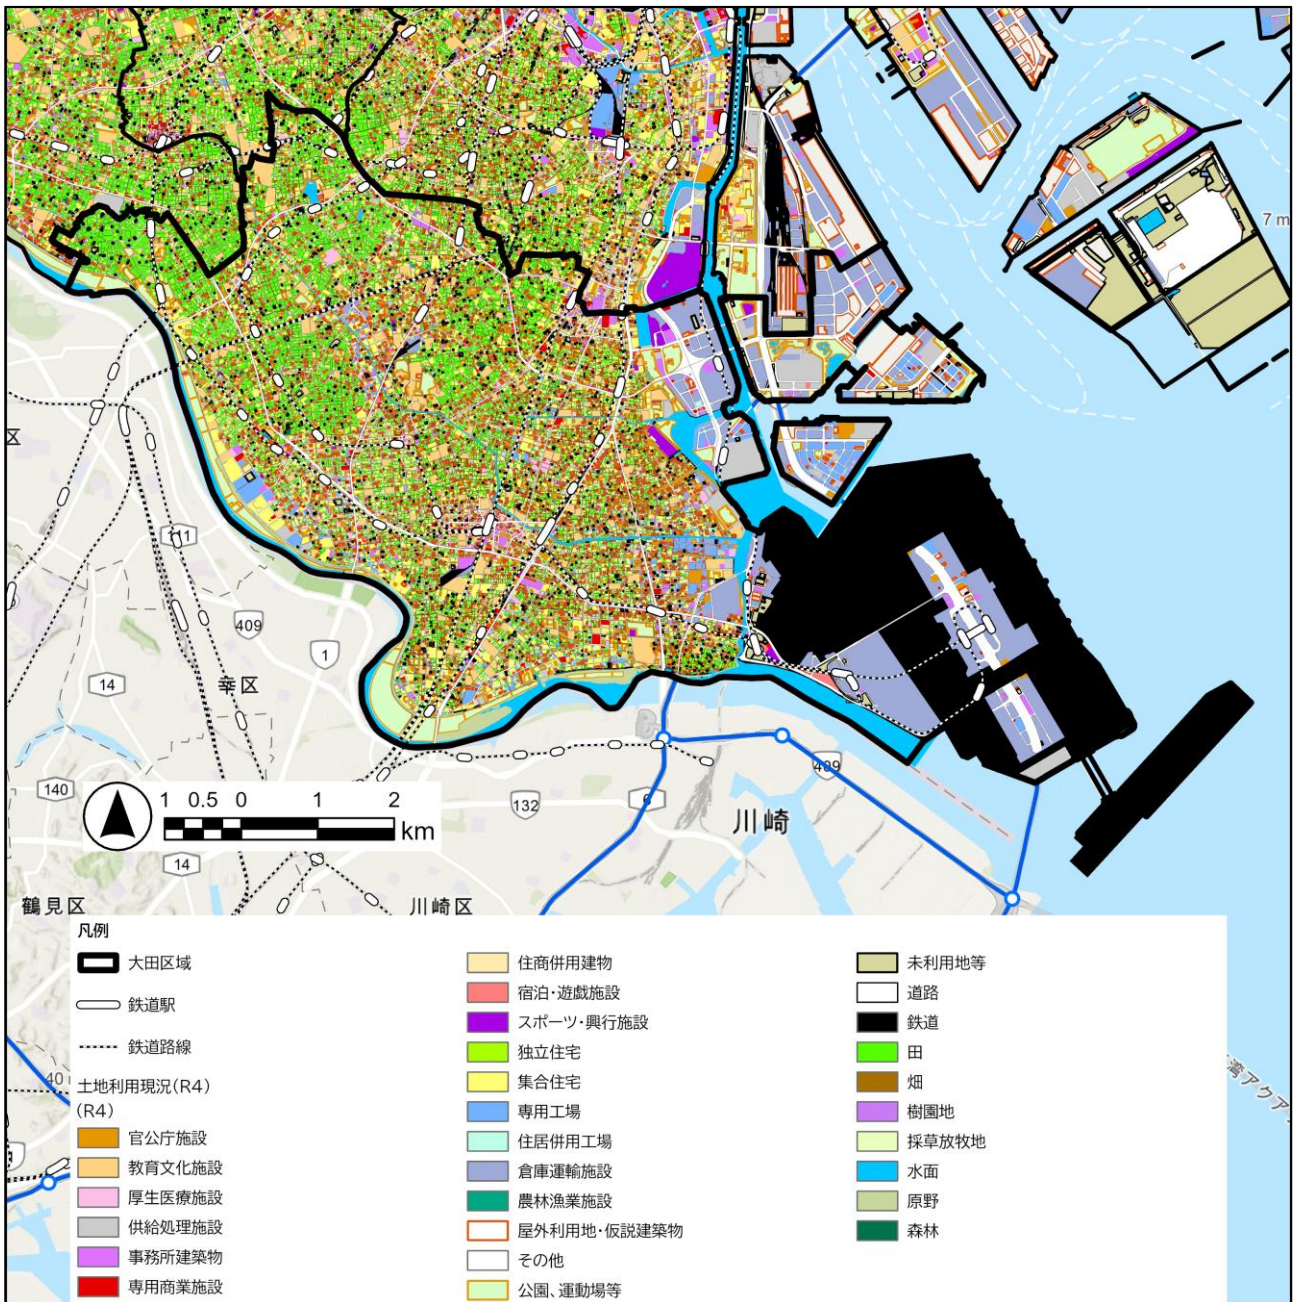 7 m
区
111
409
1
14
幸区
140
14
132
6
409
川崎
1 0.5 0 1 2
km
鶴見区
川崎区
湾アクア
40
凡例
大田区域
鉄道駅
鉄道路線
土地利用現況(R4)
(R4)
官公庁施設
教育文化施設
厚生医療施設
供給処理施設
事務所建築物
専用商業施設
住商併用建物
宿泊・遊戯施設
スポーツ・興行施設
独立住宅
集合住宅
専用工場
住居併用工場
倉庫運輸施設
農林漁業施設
屋外利用地・仮説建築物
その他
公園、運動場等
未利用地等
道路
鉄道
田
畑
樹園地
採草放牧地
水面
原野
森林